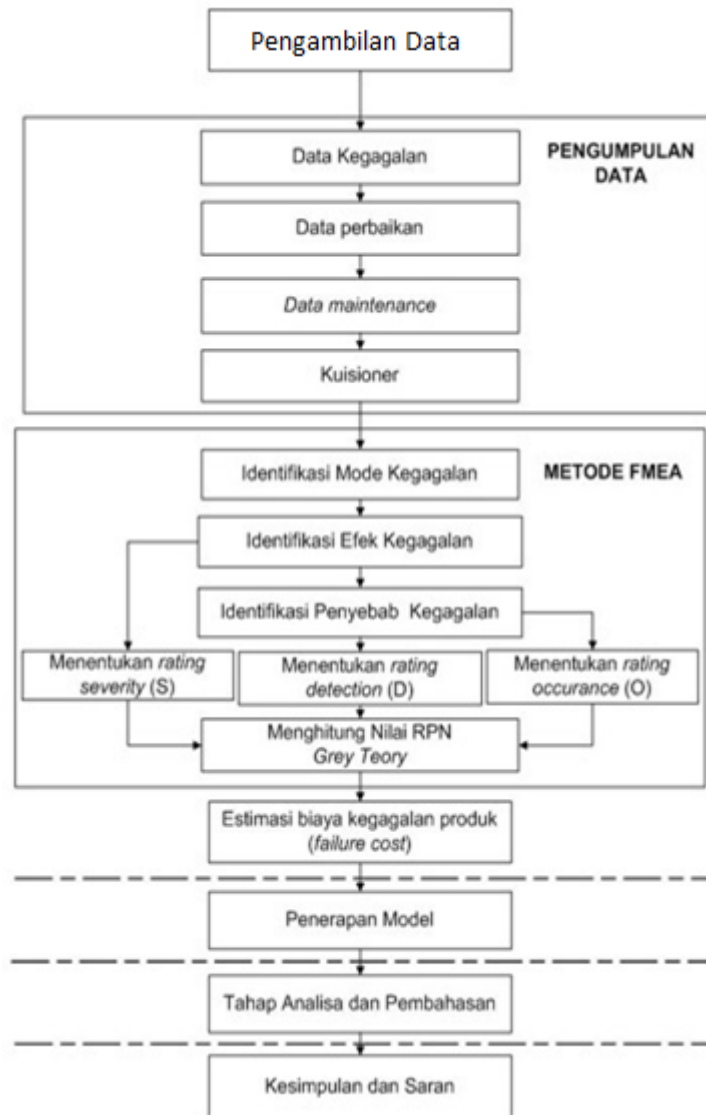 Pengambilan Data
PENGUMPULAN
DATA
Data Kegagalan
Data perbaikan
Data maintenance
Kuisioner
METODE FMEA
Identifikasi Mode Kegagalan
Identifikasi Efek Kegagalan
Identifikasi Penyebab Kegagalan
Menentukan rating
severity (S)
Menentukan rating
detection (D)
Menentukan rating
occurance (O)
Menghitung Nilai RPN
Grey Teory
Estimasi biaya kegagalan produk
(failure cost)
Penerapan Model
Tahap Analisa dan Pembahasan
Kesimpulan dan Saran